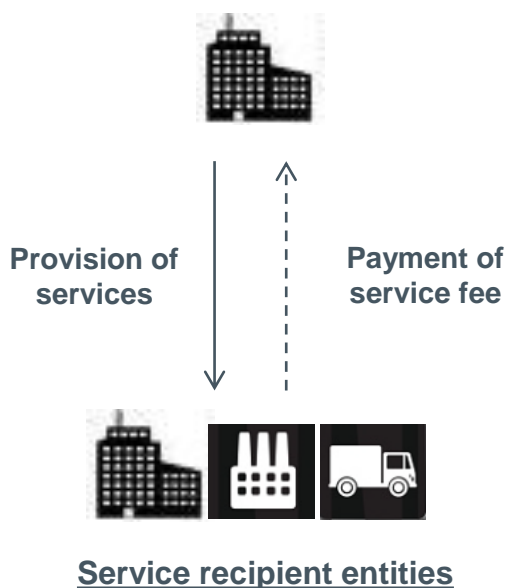 Provision of
services
Payment of
service fee
Service recipient entities